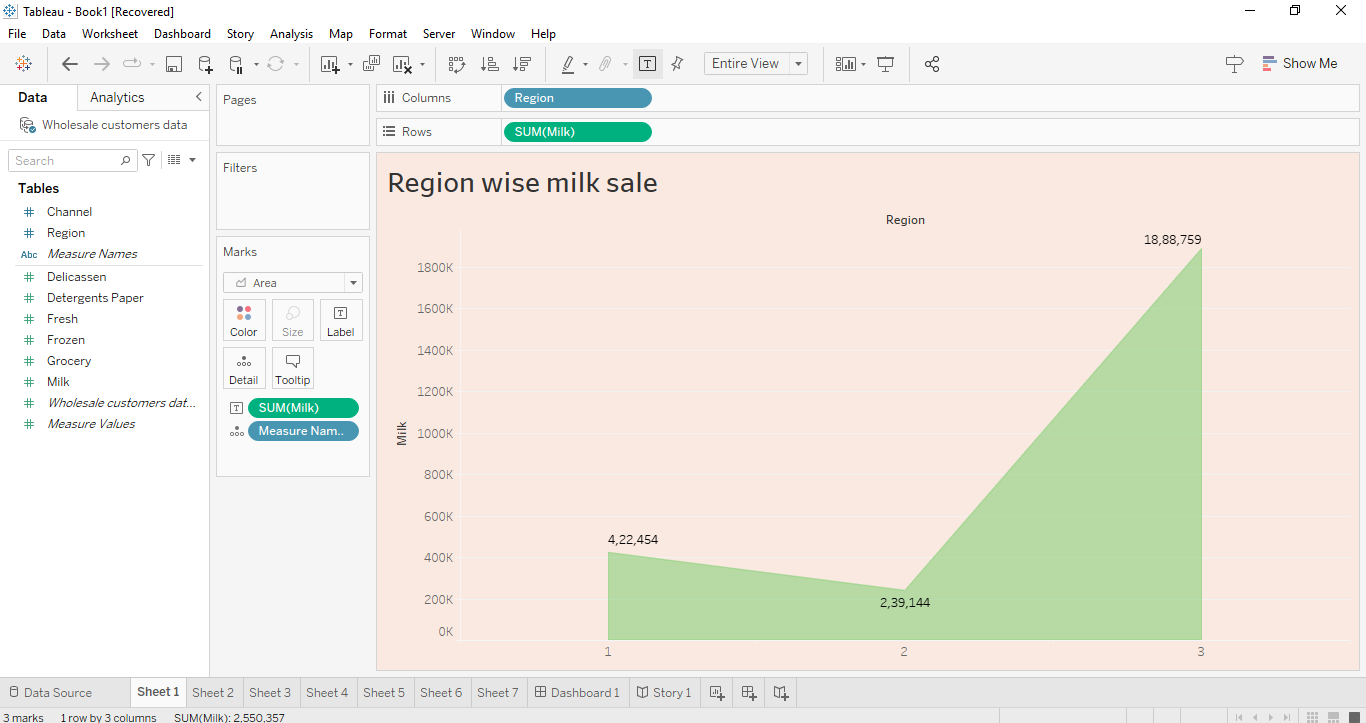 Tableau - Book1 [Recovered]
File Data Worksheet Dashboard Story Analysis Map Format Server Window Help
Entire View
Show Me
Data Analytics
Wholesale customers data
Search
Tables
# Channel
# Region
Abc Measure Names
# Delicassen
# Detergents Paper
# Fresh
# Frozen
# Grocery
# Milk
# Wholesale customers dat...
# Measure Values
Pages
Filters
Marks
Area
Color Size Label
Detail Tooltip
SUM(Milk)
Measure Nam..
Columns Region
Rows SUM(Milk)
Region wise milk sale
Region
18,88,759
1800K
1600K
1400K
1200K
1000K
800K
600K
400K
200K
0K
Milk
4,22,454
2,39,144
1 2 3
Data Source Sheet 1 Sheet 2 Sheet 3 Sheet 4 Sheet 5 Sheet 6 Sheet 7 Dashboard 1 Story 1
3 marks 1 row by 3 columns SUM(Milk): 2,550,357